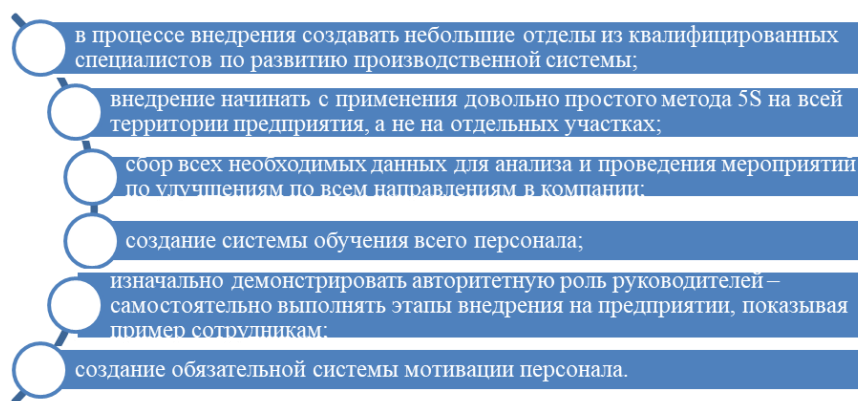 в процессе внедрения создавать небольшие отделы из квалифицированных
специалистов по развитию производственной системы;
внедрение начинать с применения довольно простого метода 5S на всей
территории предприятия, а не на отдельных участках;
сбор всех необходимых данных для анализа и проведения мероприятий
по улучшениям по всем направлениям в компании;
создание системы обучения всего персонала;
изначально демонстрировать авторитетную роль руководителей –
самостоятельно выполнять этапы внедрения на предприятии, показывая
пример сотрудникам;
создание обязательной системы мотивации персонала.